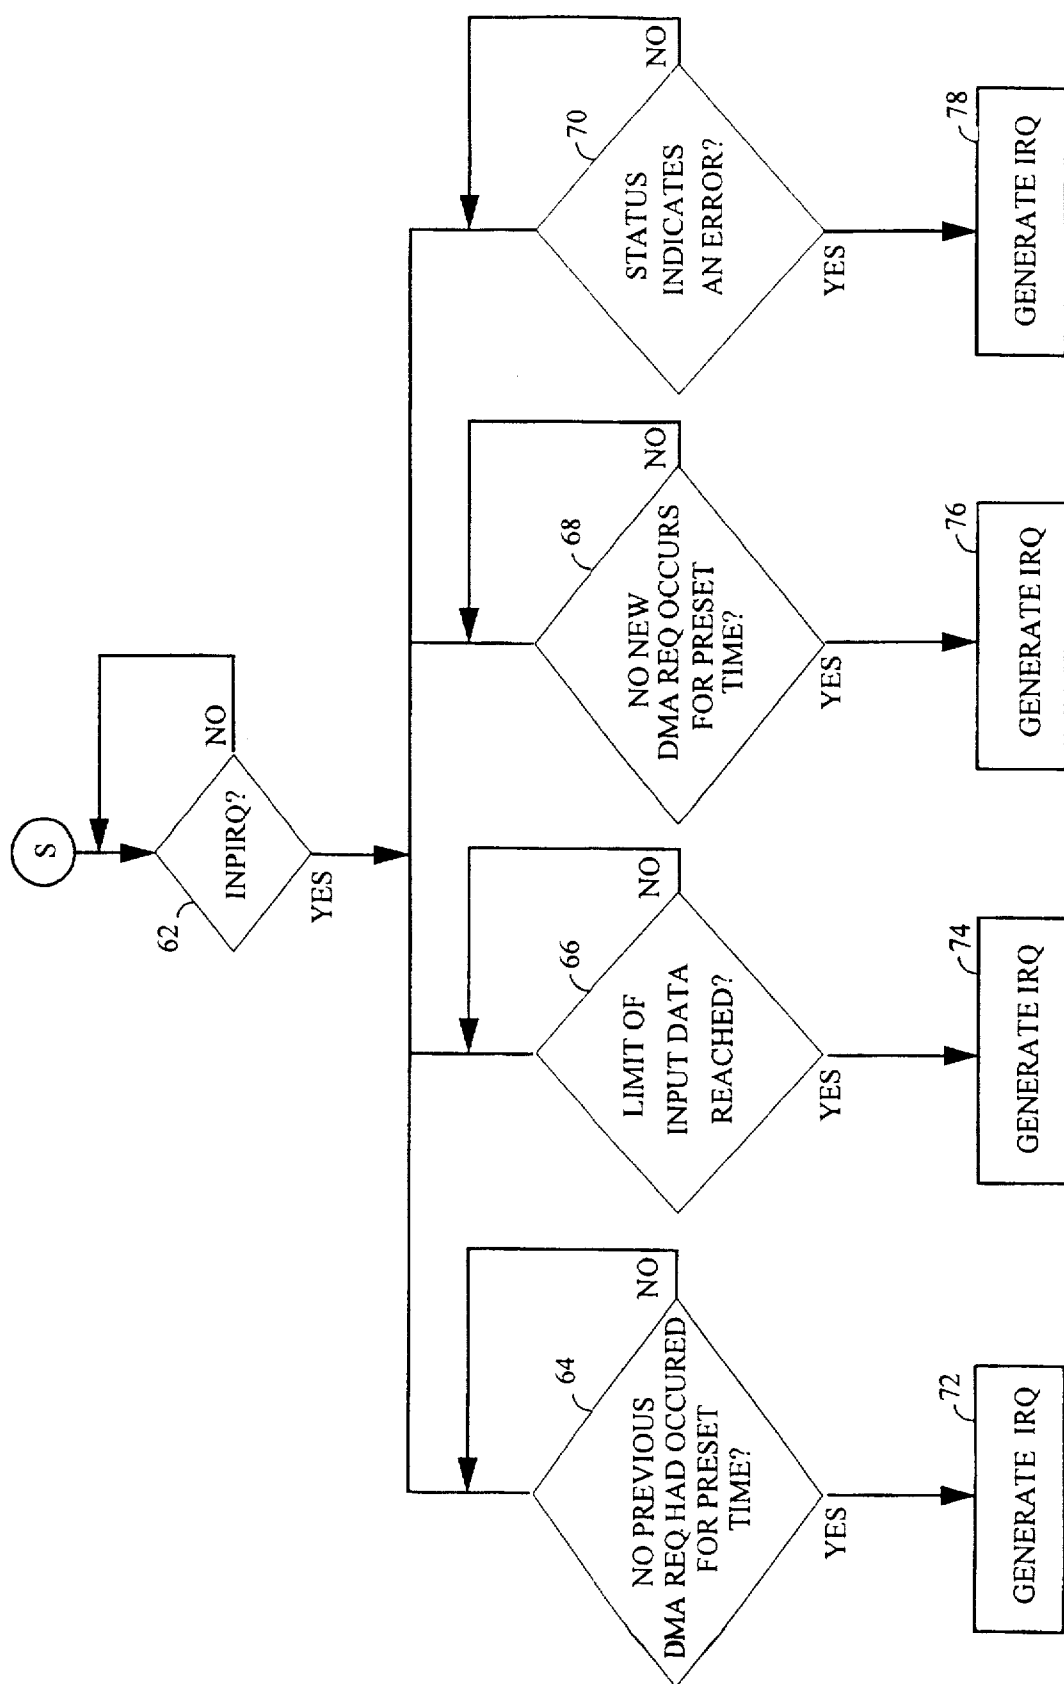 S
INPIRQ?
62
NO
YES
NO PREVIOUS
DMA REQ HAD OCCURED
FOR PRESET
TIME?
64
NO
YES
LIMIT OF
INPUT DATA
REACHED?
66
NO
YES
NO NEW
DMA REQ OCCURS
FOR PRESET
TIME?
68
NO
YES
STATUS
INDICATES
AN ERROR?
70
NO
YES
GENERATE IRQ
72
GENERATE IRQ
74
GENERATE IRQ
76
GENERATE IRQ
78